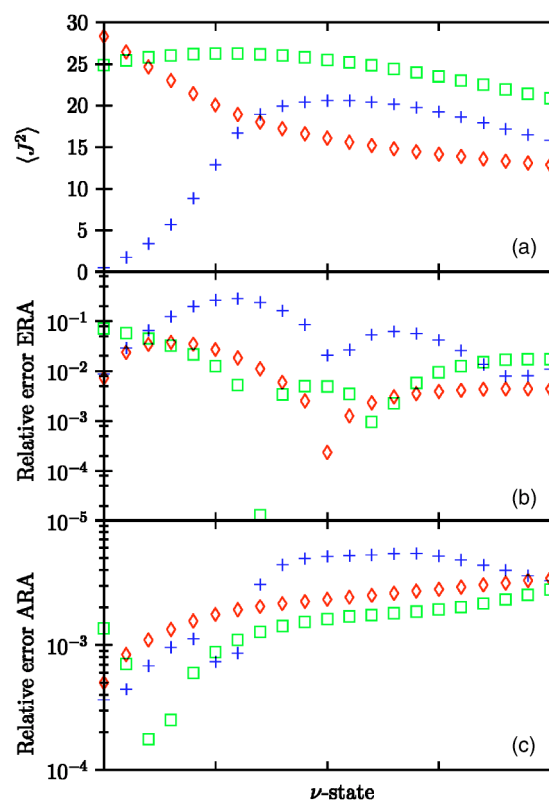 30
25
20
15
10
5
0
⟨J²⟩
(a)
10⁻¹
10⁻²
10⁻³
10⁻⁴
10⁻⁵
Relative error ERA
(b)
10⁻³
10⁻⁴
Relative error ARA
(c)
ν-state